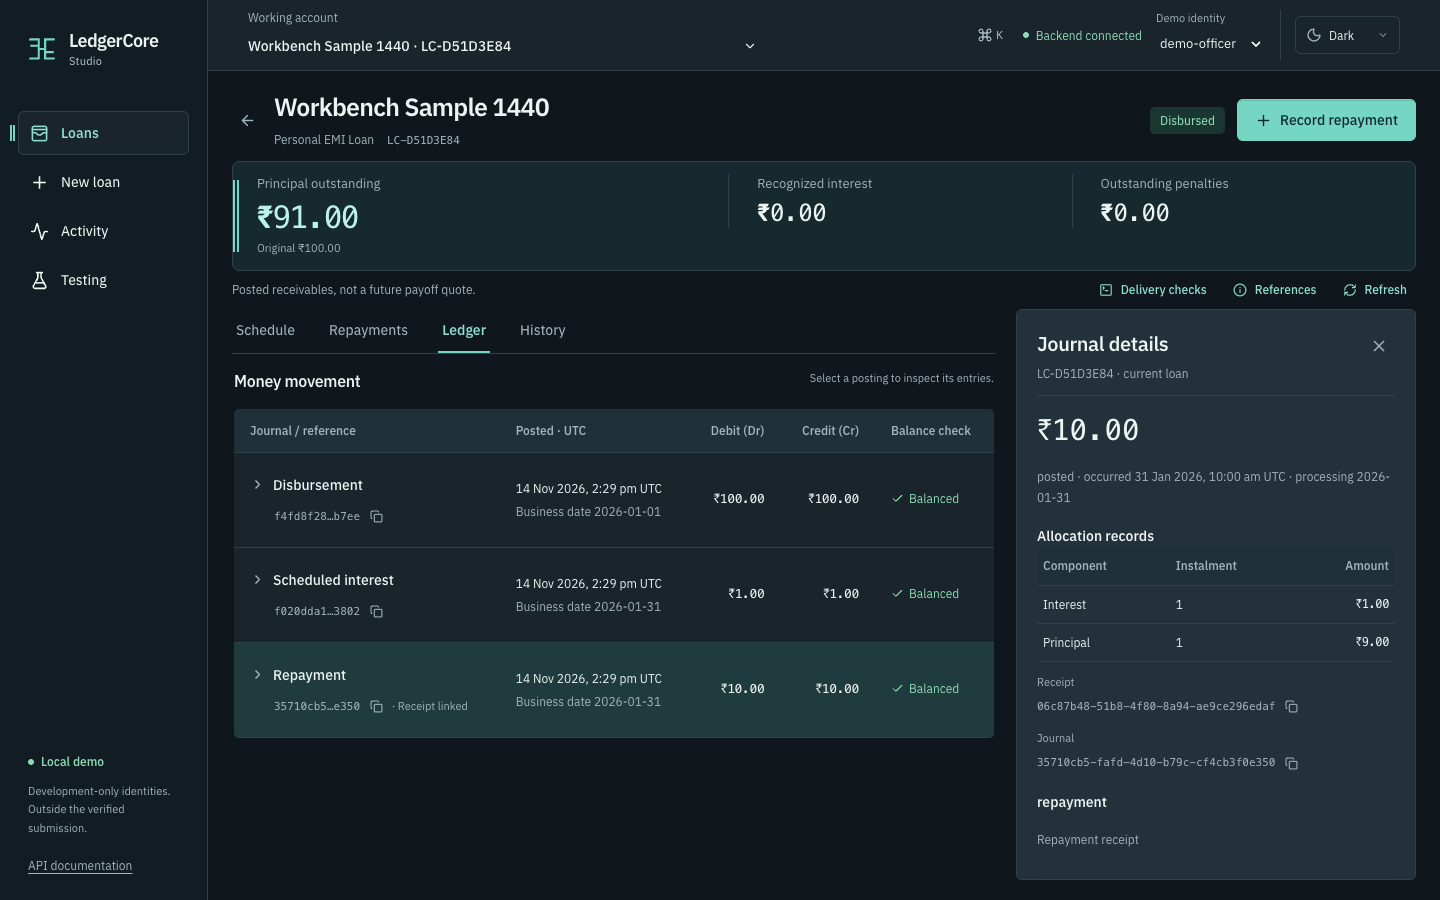 LedgerCore
Studio
Loans
New loan
Activity
Testing
Local demo
Development-only identities.
Outside the verified
submission.
API documentation
Working account
Workbench Sample 1440 · LC-D51D3E84
⌘ K
Backend connected
Demo identity
demo-officer
Dark
Workbench Sample 1440
Personal EMI Loan LC-D51D3E84
Disbursed
Record repayment
Principal outstanding
₹91.00
Original ₹100.00
Recognized interest
₹0.00
Outstanding penalties
₹0.00
Posted receivables, not a future payoff quote.
Delivery checks
References
Refresh
Schedule
Repayments
Ledger
History
Money movement
Select a posting to inspect its entries.
Journal / reference Posted · UTC Debit (Dr) Credit (Cr) Balance check
Disbursement
f4fd8f28…b7ee
14 Nov 2026, 2:29 pm UTC
Business date 2026-01-01
₹100.00 ₹100.00 Balanced
Scheduled interest
f020dda1…3802
14 Nov 2026, 2:29 pm UTC
Business date 2026-01-31
₹1.00 ₹1.00 Balanced
Repayment
35710cb5…e350 · Receipt linked
14 Nov 2026, 2:29 pm UTC
Business date 2026-01-31
₹10.00 ₹10.00 Balanced
Journal details
LC-D51D3E84 · current loan
₹10.00
posted · occurred 31 Jan 2026, 10:00 am UTC · processing 2026-
01-31
Allocation records
Component Instalment Amount
Interest 1 ₹1.00
Principal 1 ₹9.00
Receipt
06c87b48-51b8-4f80-8a94-ae9ce296edaf
Journal
35710cb5-fafd-4d10-b79c-cf4cb3f0e350
repayment
Repayment receipt